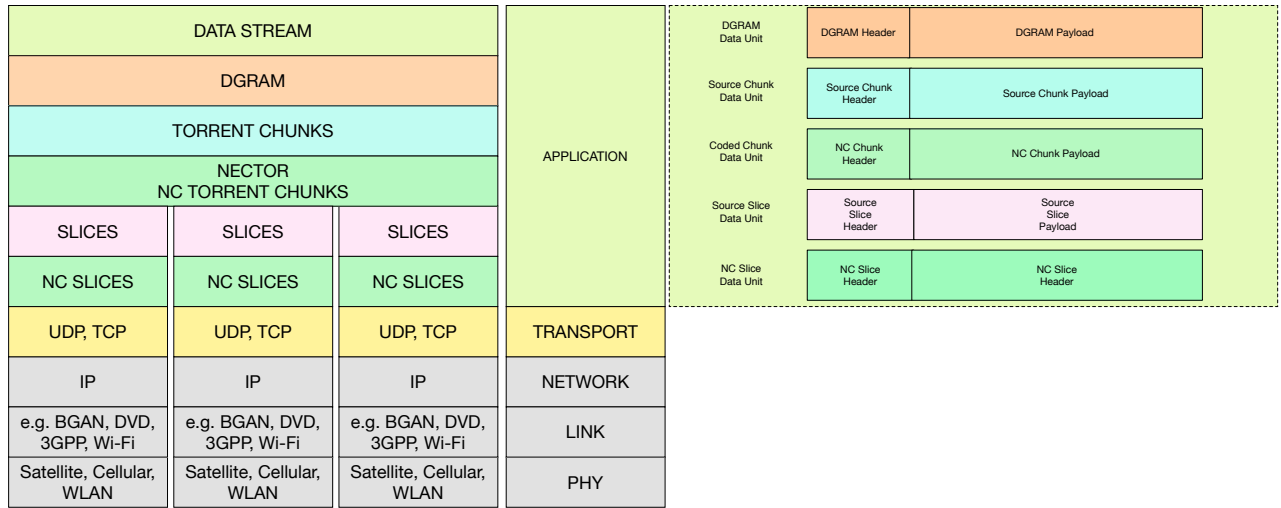 DATA STREAM
DGRAM
TORRENT CHUNKS
NECTOR
NC TORRENT CHUNKS
SLICES
SLICES
SLICES
NC SLICES
NC SLICES
NC SLICES
UDP, TCP
UDP, TCP
UDP, TCP
IP
IP
IP
e.g. BGAN, DVD,
3GPP, Wi-Fi
e.g. BGAN, DVD,
3GPP, Wi-Fi
e.g. BGAN, DVD,
3GPP, Wi-Fi
Satellite, Cellular,
WLAN
Satellite, Cellular,
WLAN
Satellite, Cellular,
WLAN
APPLICATION
TRANSPORT
NETWORK
LINK
PHY
DGRAM
Data Unit
DGRAM Header
DGRAM Payload
Source Chunk
Data Unit
Source Chunk
Header
Source Chunk Payload
Coded Chunk
Data Unit
NC Chunk
Header
NC Chunk Payload
Source Slice
Data Unit
Source
Slice
Header
Source
Slice
Payload
NC Slice
Data Unit
NC Slice
Header
NC Slice
Header